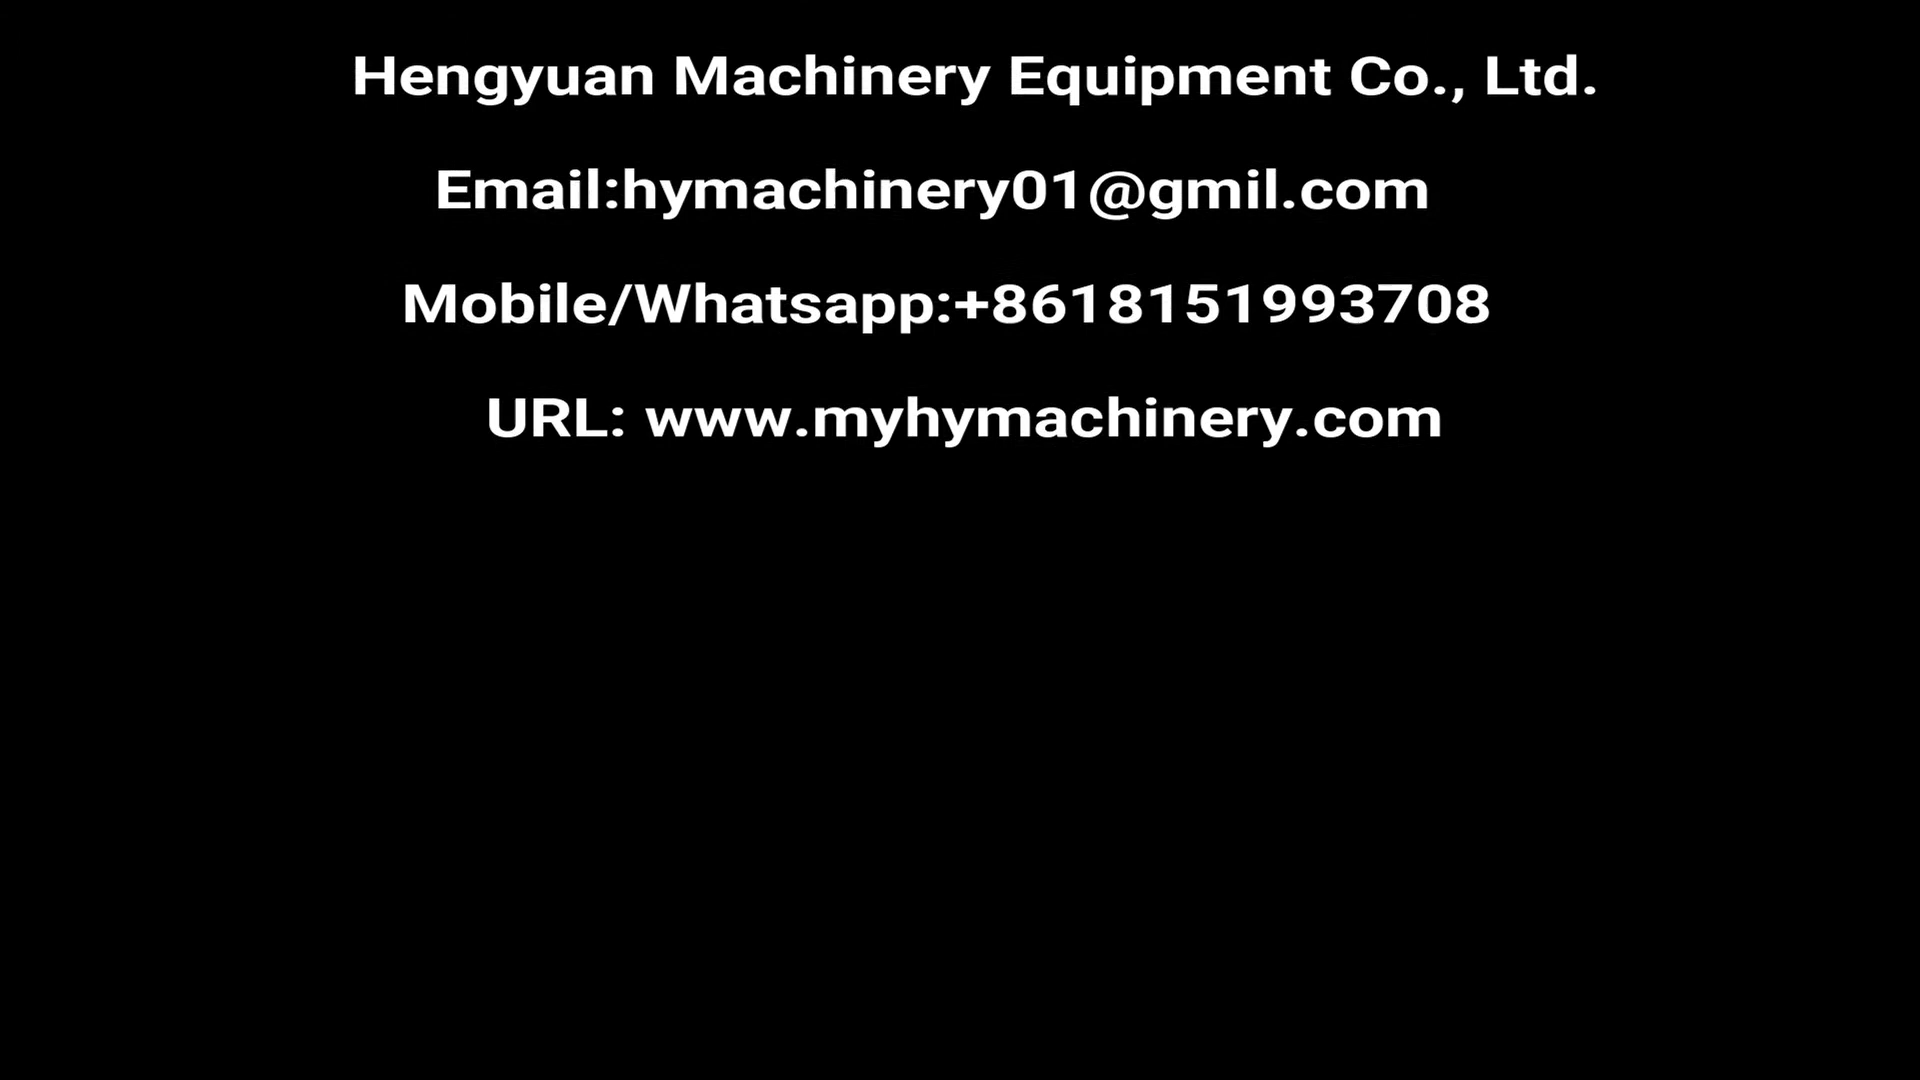 Hengyuan Machinery Equipment Co., Ltd.
Email:hymachinery01@gmil.com
Mobile/Whatsapp:+8618151993708
URL: www.myhymachinery.com